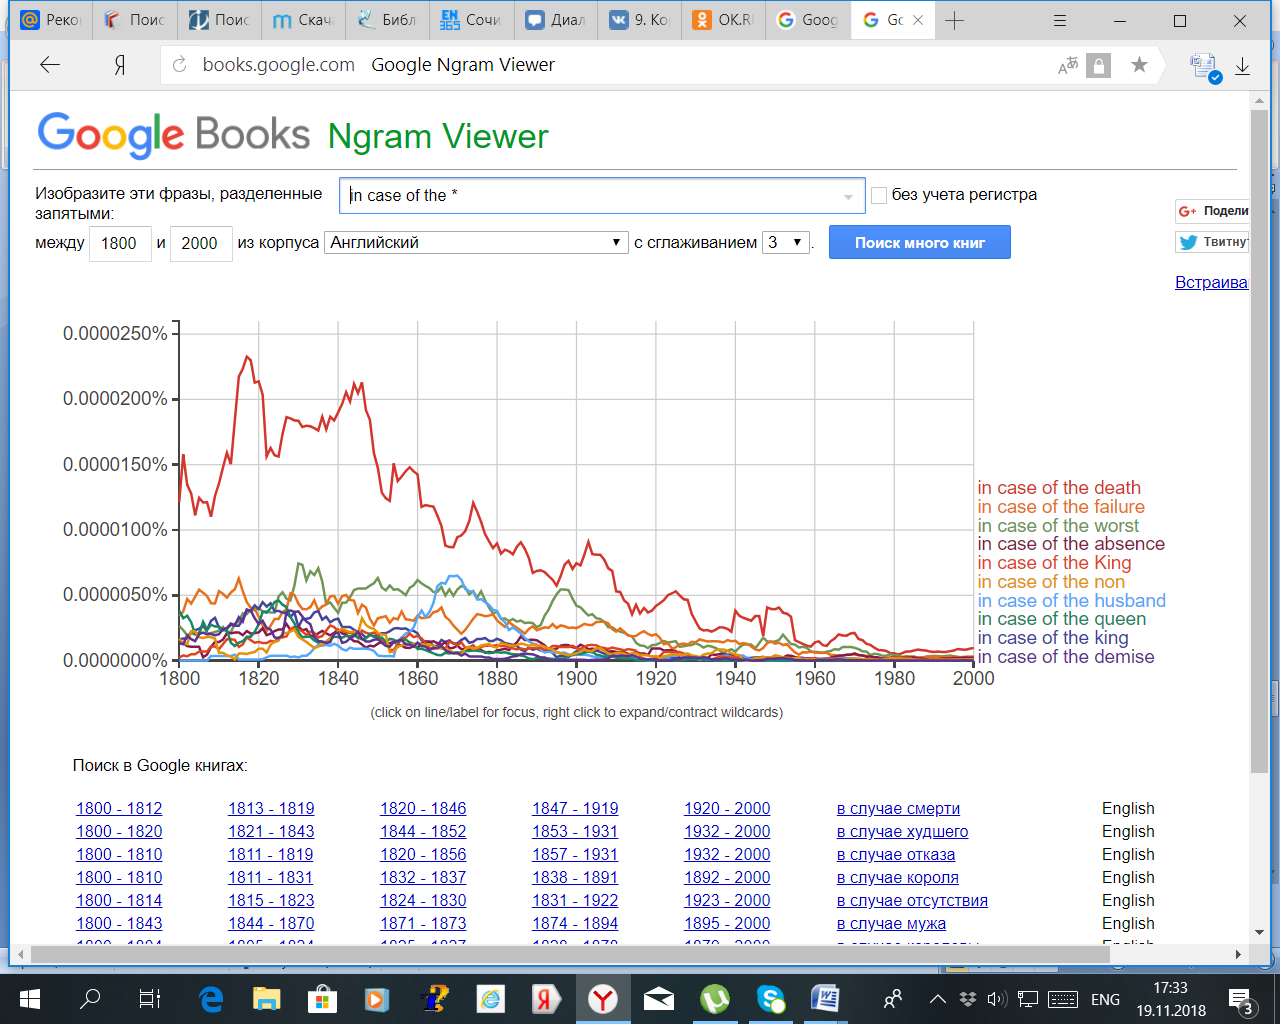 Реко
Поис
Поис
Скач
Библ
EN 365 Сочи
Диал
9. Ко
OK.RU
Goog
Go
Я books.google.com Google Ngram Viewer
Google Books Ngram Viewer
Изобразите эти фразы, разделенные запятыми:
in case of the *
без учета регистра
между 1800 и 2000 из корпуса Английский с сглаживанием 3 .
Поиск много книг
G+ Подели
Твитнут
Встраива
0.0000250%
0.0000200%
0.0000150%
0.0000100%
0.0000050%
0.0000000%
1800 1820 1840 1860 1880 1900 1920 1940 1960 1980 2000
in case of the death
in case of the failure
in case of the worst
in case of the absence
in case of the King
in case of the non
in case of the husband
in case of the queen
in case of the king
in case of the demise
(click on line/label for focus, right click to expand/contract wildcards)
Поиск в Google книгах:
1800 - 1812 1813 - 1819 1820 - 1846 1847 - 1919 1920 - 2000 в случае смерти English
1800 - 1820 1821 - 1843 1844 - 1852 1853 - 1931 1932 - 2000 в случае худшего English
1800 - 1810 1811 - 1819 1820 - 1856 1857 - 1931 1932 - 2000 в случае отказа English
1800 - 1810 1811 - 1831 1832 - 1837 1838 - 1891 1892 - 2000 в случае короля English
1800 - 1814 1815 - 1823 1824 - 1830 1831 - 1922 1923 - 2000 в случае отсутствия English
1800 - 1843 1844 - 1870 1871 - 1873 1874 - 1894 1895 - 2000 в случае мужа English
ENG
17:33
19.11.2018
3